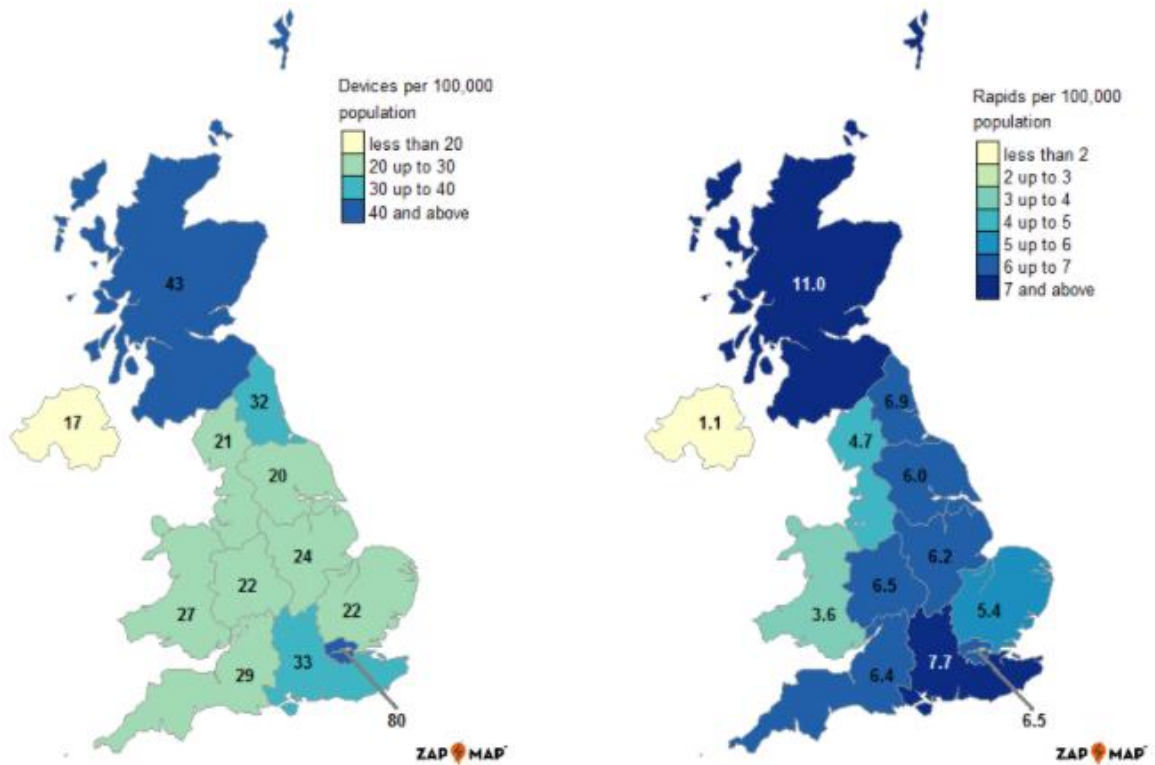 Devices per 100,000
population
less than 20
20 up to 30
30 up to 40
40 and above
43
32
17
21
20
24
22
22
27
33
29
80
ZAP MAP
Rapids per 100,000
population
less than 2
2 up to 3
3 up to 4
4 up to 5
5 up to 6
6 up to 7
7 and above
11.0
6.9
1.1
4.7
6.0
6.2
6.5
5.4
3.6
7.7
6.4
6.5
ZAP MAP